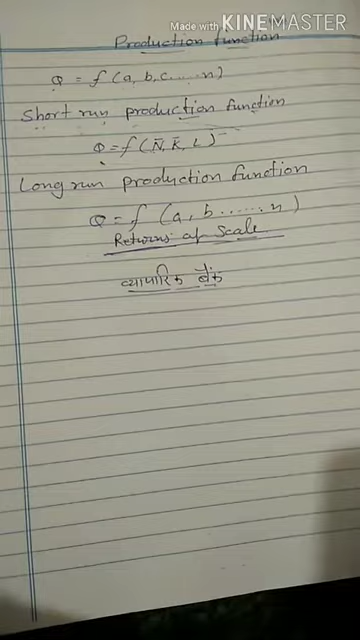 Made with KINEMASTER
Production function
Q = f (a, b, c......n)
Short run production function
Q = f (N̄, K̄, L)
Long run production function
Q = f (a, b ...... n)
Returns of Scale
व्यापारिक बैंक